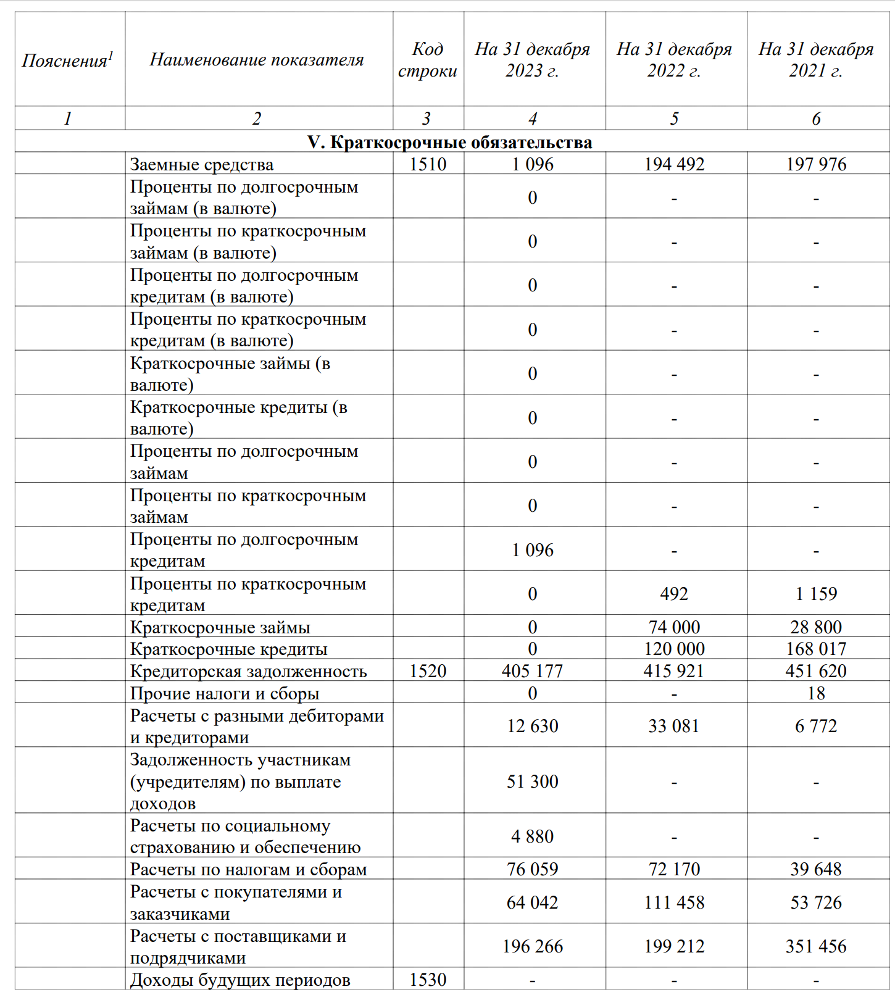 Пояснения1 Наименование показателя Код строки На 31 декабря 2023 г. На 31 декабря 2022 г. На 31 декабря 2021 г.
1 2 3 4 5 6
V. Краткосрочные обязательства
Заемные средства 1510 1 096 194 492 197 976
Проценты по долгосрочным
займам (в валюте) 0 - -
Проценты по краткосрочным
займам (в валюте) 0 - -
Проценты по долгосрочным
кредитам (в валюте) 0 - -
Проценты по краткосрочным
кредитам (в валюте) 0 - -
Краткосрочные займы (в
валюте) 0 - -
Краткосрочные кредиты (в
валюте) 0 - -
Проценты по долгосрочным
займам 0 - -
Проценты по краткосрочным
займам 0 - -
Проценты по долгосрочным
кредитам 1 096 - -
Проценты по краткосрочным
кредитам 0 492 1 159
Краткосрочные займы 0 74 000 28 800
Краткосрочные кредиты 0 120 000 168 017
Кредиторская задолженность 1520 405 177 415 921 451 620
Прочие налоги и сборы 0 - 18
Расчеты с разными дебиторами
и кредиторами 12 630 33 081 6 772
Задолженность участникам
(учредителям) по выплате
доходов 51 300 - -
Расчеты по социальному
страхованию и обеспечению 4 880 - -
Расчеты по налогам и сборам 76 059 72 170 39 648
Расчеты с покупателями и
заказчиками 64 042 111 458 53 726
Расчеты с поставщиками и
подрядчиками 196 266 199 212 351 456
Доходы будущих периодов 1530 - - -